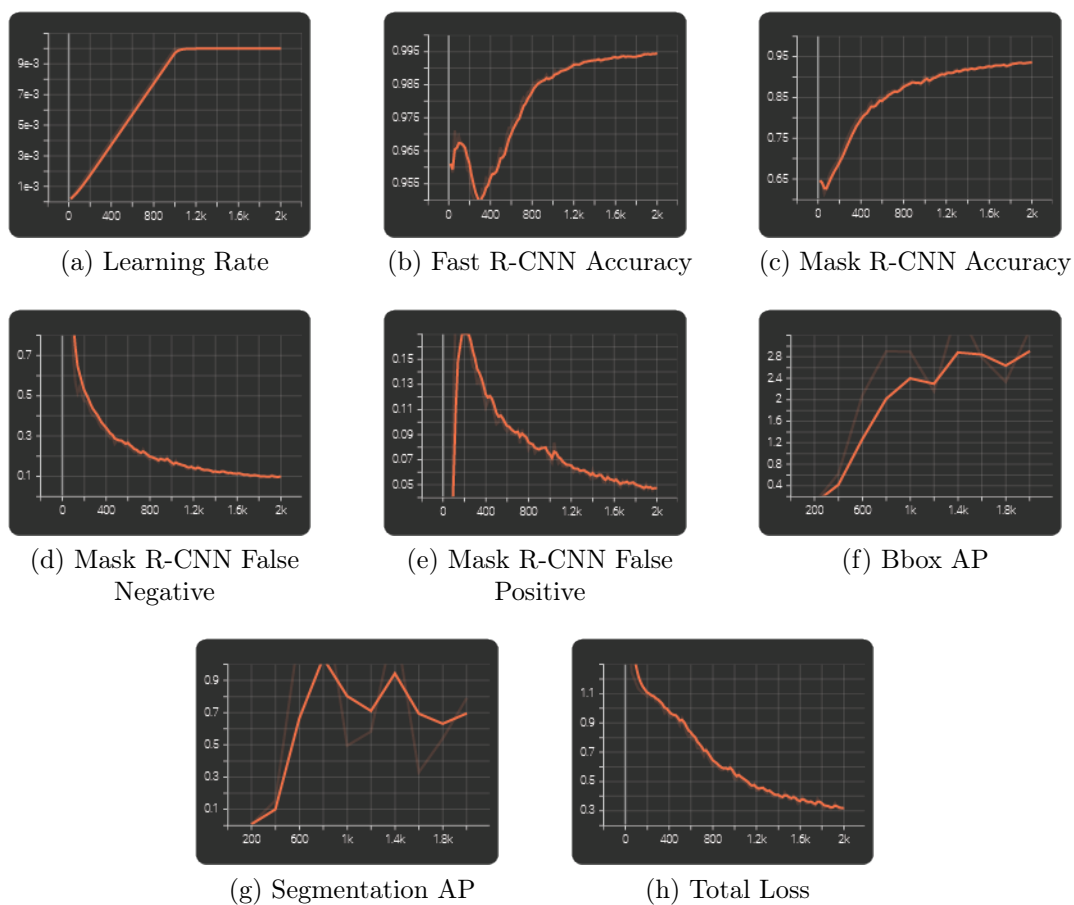 9e-3
7e-3
5e-3
3e-3
1e-3
0 400 800 1.2k 1.6k 2k
(a) Learning Rate
0.995
0.985
0.975
0.965
0.955
0 400 800 1.2k 1.6k 2k
(b) Fast R-CNN Accuracy
0.95
0.85
0.75
0.65
0 400 800 1.2k 1.6k 2k
(c) Mask R-CNN Accuracy
0.7
0.5
0.3
0.1
0 400 800 1.2k 1.6k 2k
(d) Mask R-CNN False
Negative
0.15
0.13
0.11
0.09
0.07
0.05
0 400 800 1.2k 1.6k 2k
(e) Mask R-CNN False
Positive
2.8
2.4
2
1.6
1.2
0.8
0.4
200 600 1k 1.4k 1.8k
(f) Bbox AP
0.9
0.7
0.5
0.3
0.1
200 600 1k 1.4k 1.8k
(g) Segmentation AP
1.1
0.9
0.7
0.5
0.3
0 400 800 1.2k 1.6k 2k
(h) Total Loss